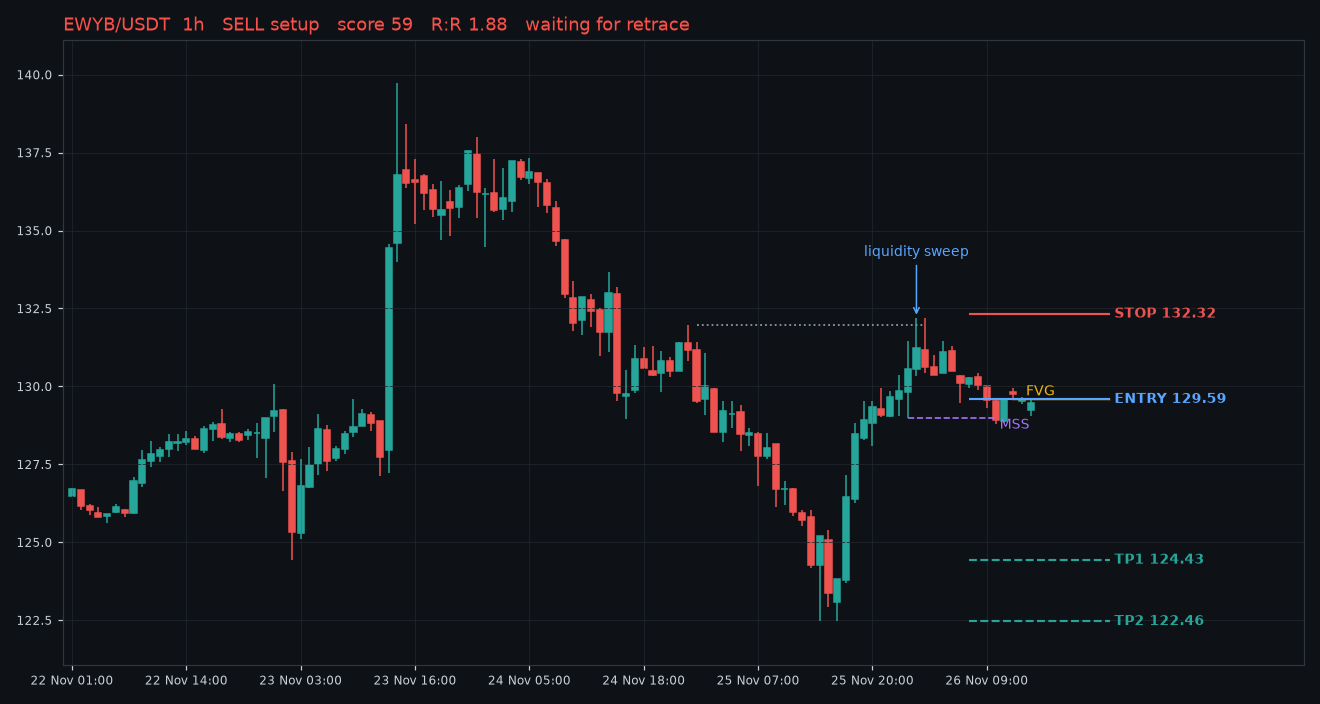 EWYB/USDT 1h SELL setup score 59 R:R 1.88 waiting for retrace
140.0
137.5
135.0
132.5
130.0
127.5
125.0
122.5
liquidity sweep
STOP 132.32
FVG
ENTRY 129.59
MSS
TP1 124.43
TP2 122.46
22 Nov 01:00
22 Nov 14:00
23 Nov 03:00
23 Nov 16:00
24 Nov 05:00
24 Nov 18:00
25 Nov 07:00
25 Nov 20:00
26 Nov 09:00